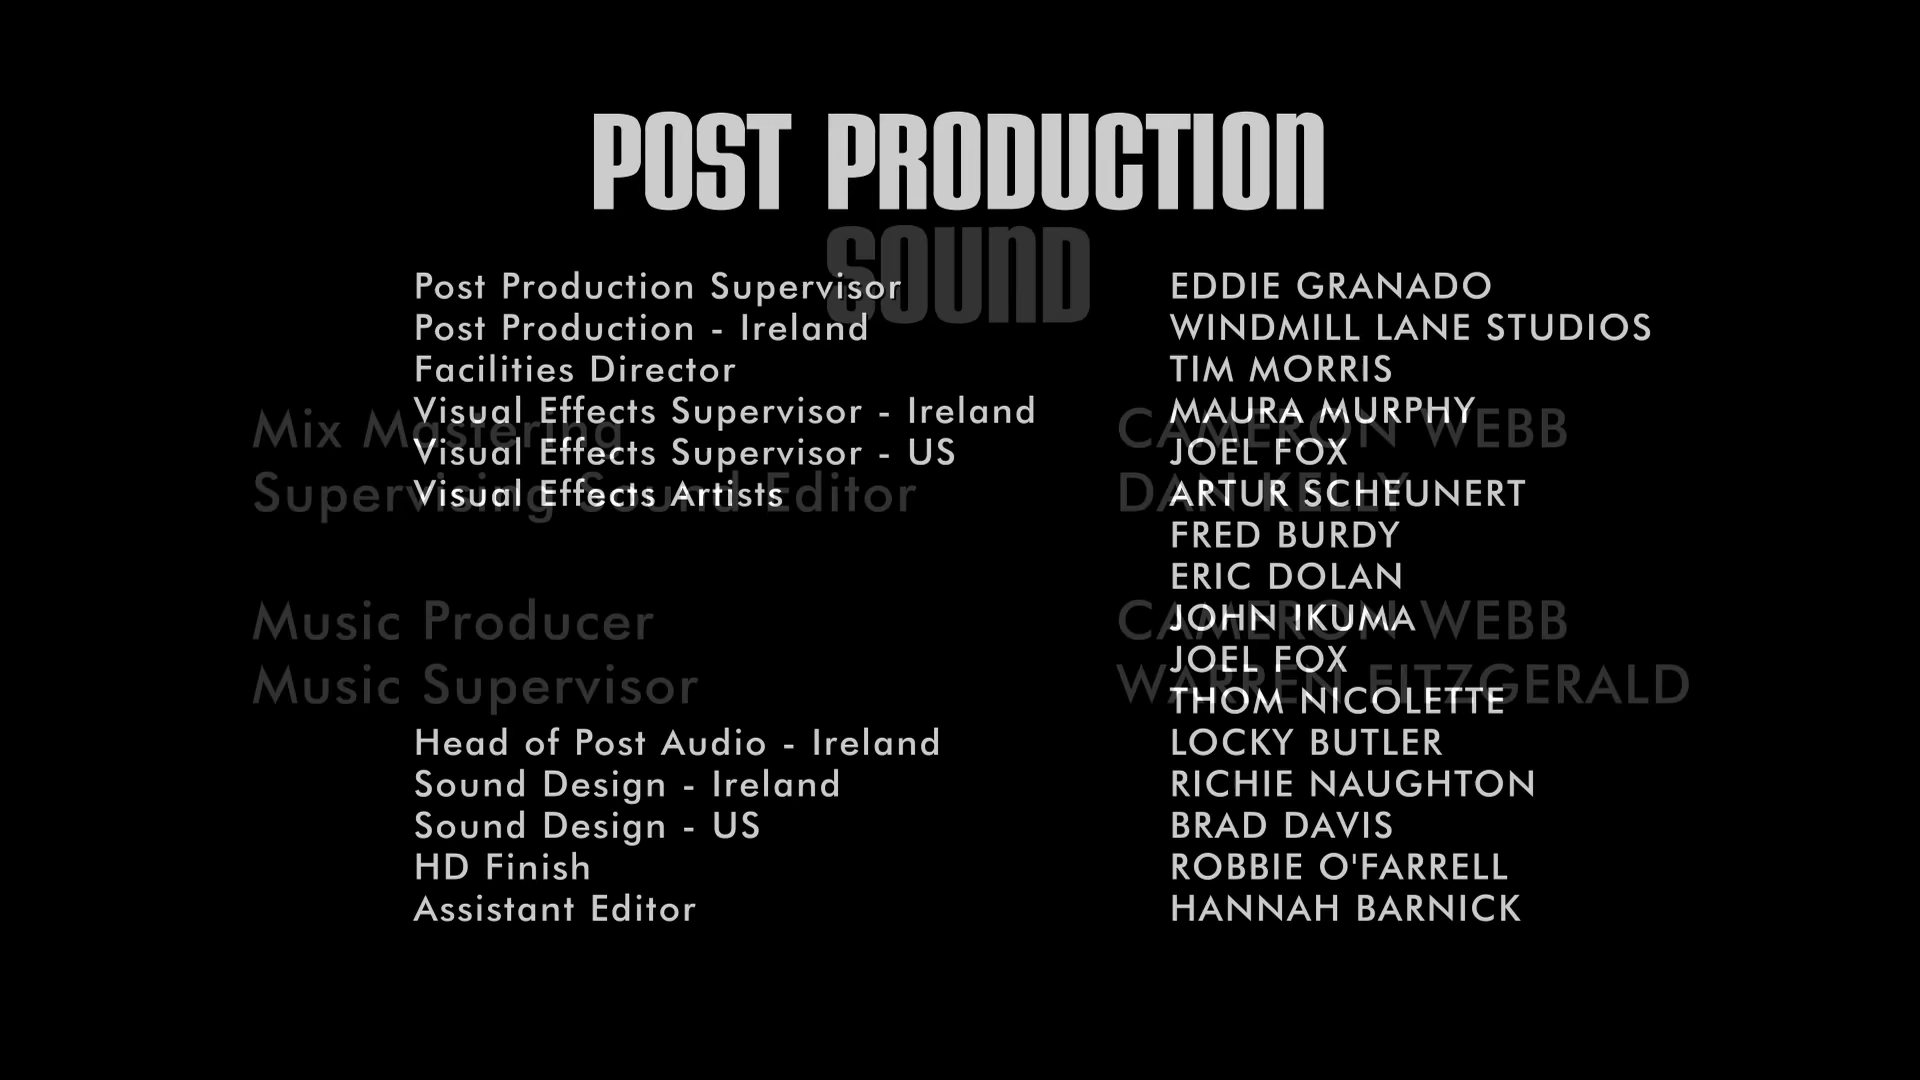 POST PRODUCTION
SOUND
Post Production Supervisor EDDIE GRANADO
Post Production - Ireland WINDMILL LANE STUDIOS
Facilities Director TIM MORRIS
Visual Effects Supervisor - Ireland MAURA MURPHY
Mix Mastering CAMERON WEBB
Visual Effects Supervisor - US JOEL FOX
Visual Effects Artists ARTUR SCHEUNERT
Supervising Sound Editor DAN KELLY
FRED BURDY
ERIC DOLAN
JOHN IKUMA
Music Producer CAMERON WEBB
JOEL FOX
Music Supervisor WARREN FITZGERALD
THOM NICOLETTE
Head of Post Audio - Ireland LOCKY BUTLER
Sound Design - Ireland RICHIE NAUGHTON
Sound Design - US BRAD DAVIS
HD Finish ROBBIE O'FARRELL
Assistant Editor HANNAH BARNICK